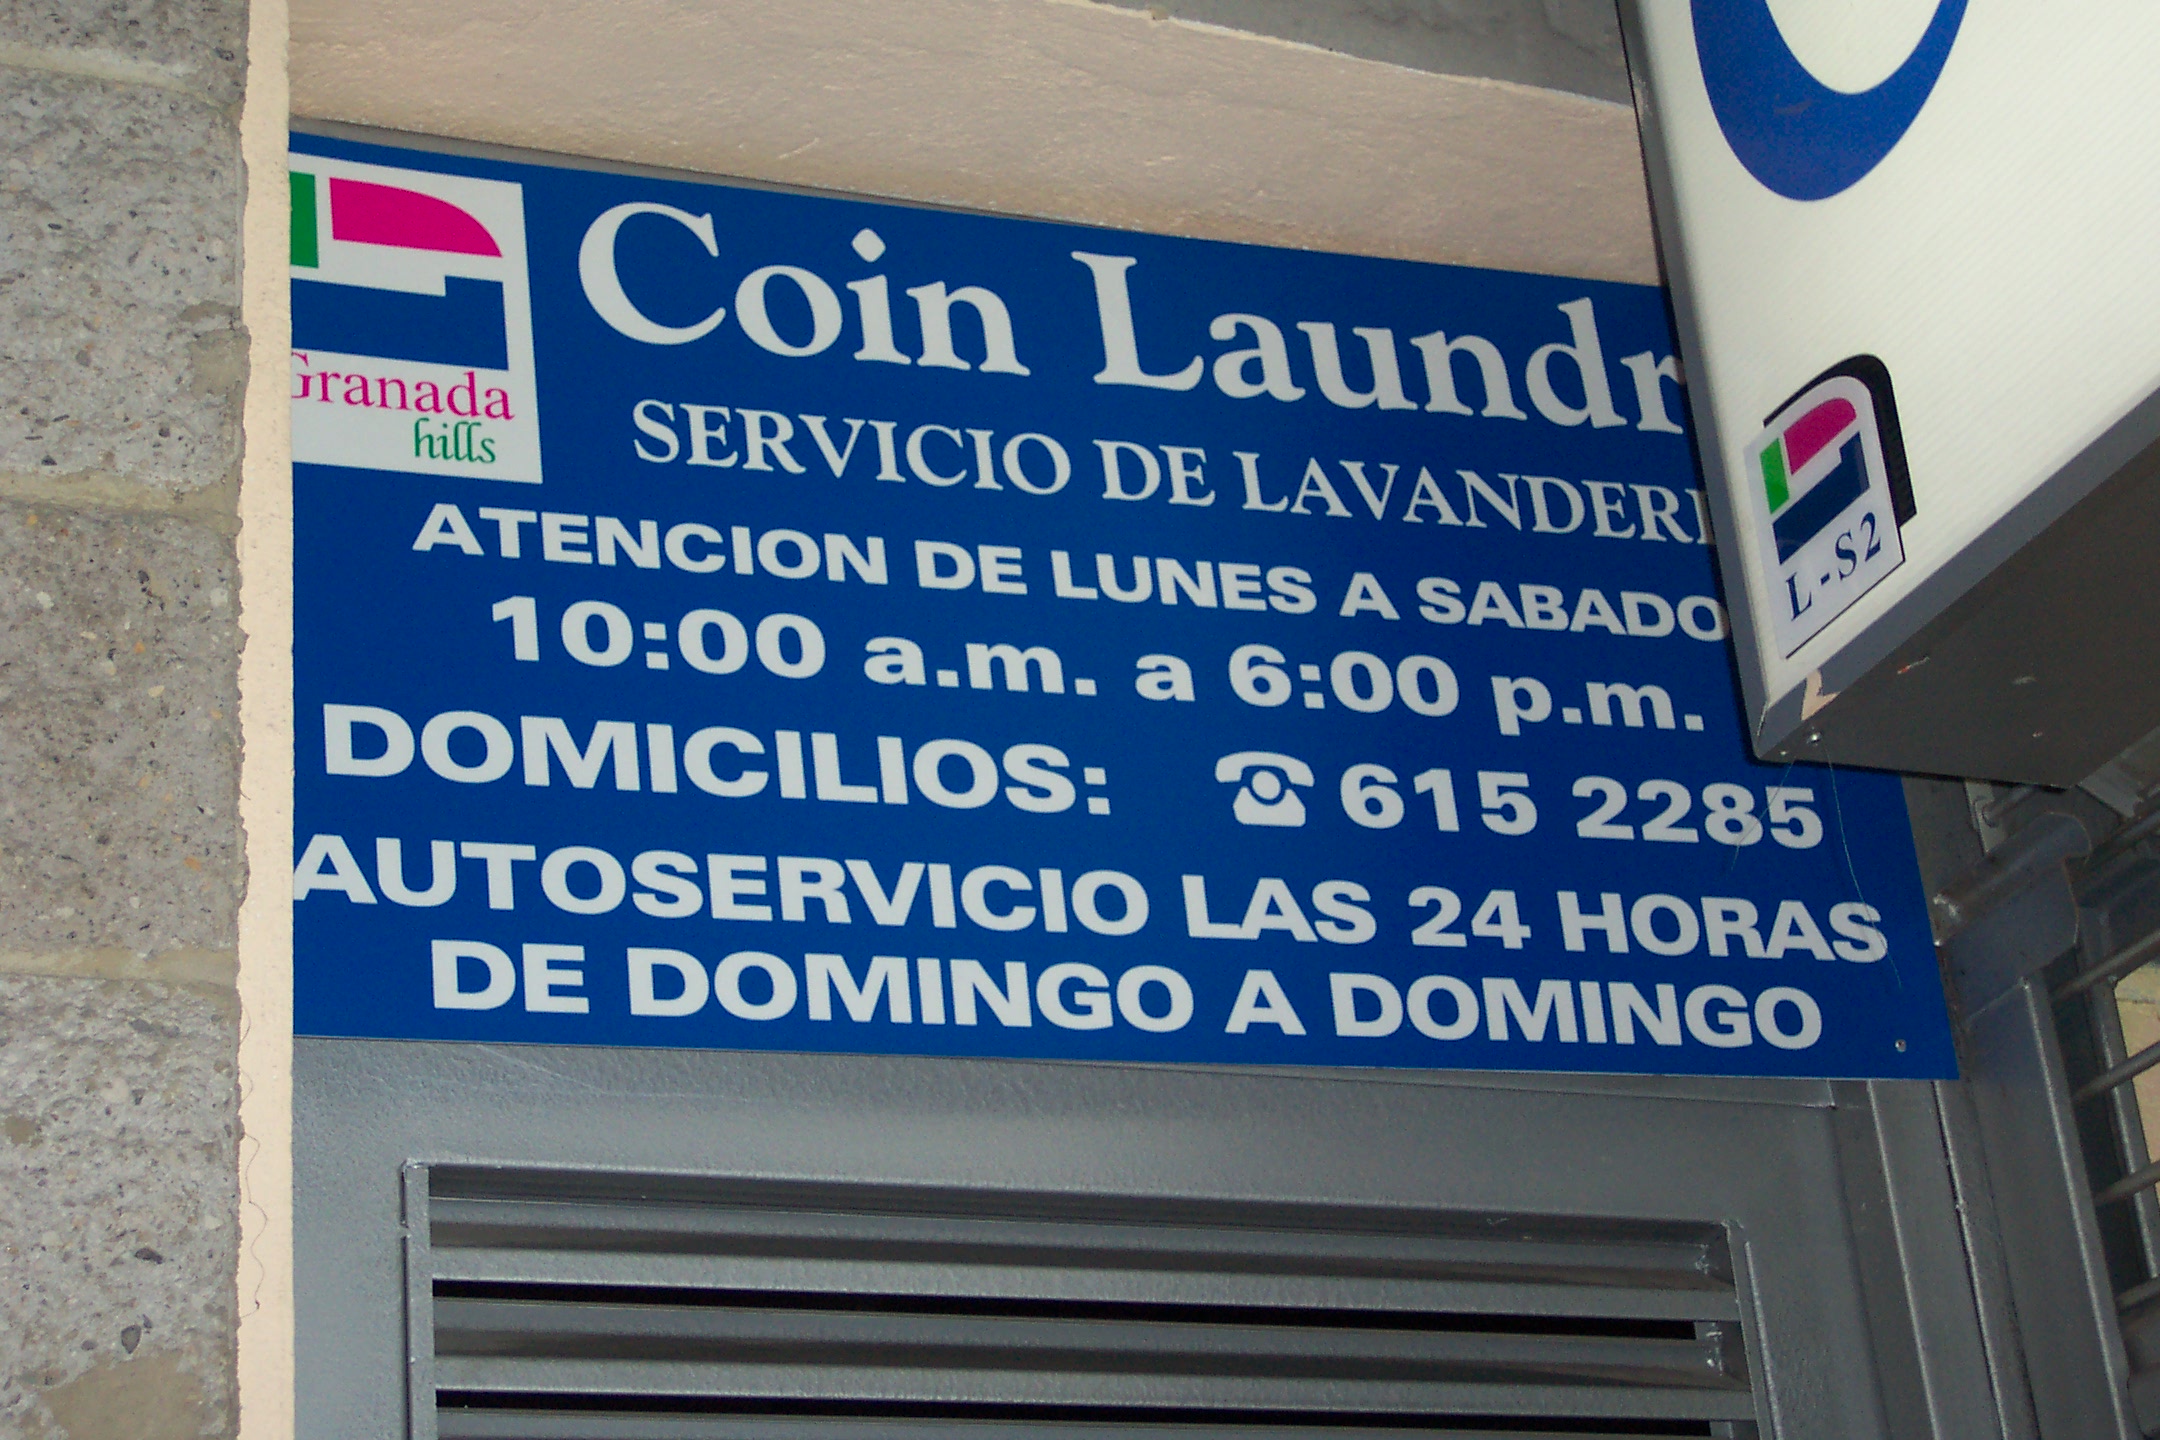 Granada
hills
Coin Laundr
SERVICIO DE LAVANDERI
ATENCION DE LUNES A SABADO
10:00 a.m. a 6:00 p.m.
DOMICILIOS: 615 2285
AUTOSERVICIO LAS 24 HORAS
DE DOMINGO A DOMINGO
L-S2